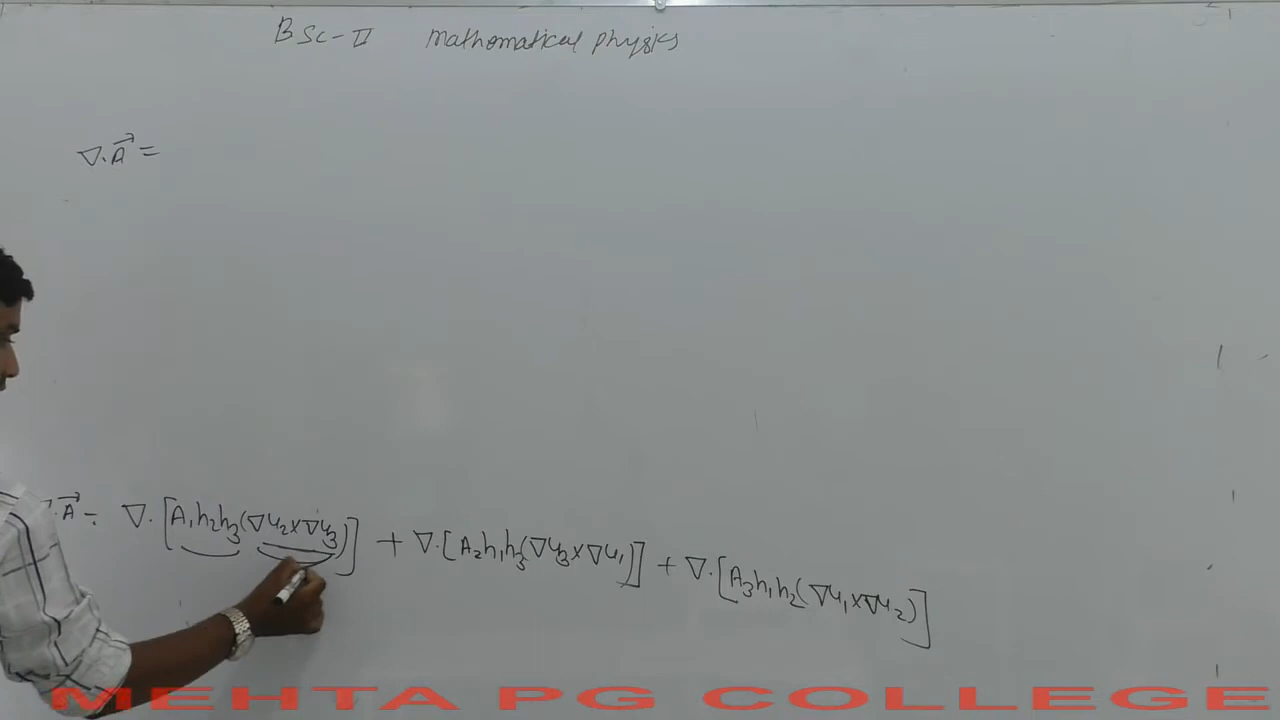 BSc-II Mathematical physics
∇.A⃗ =
∇.A⃗ = ∇.[A₁h₂h₃(∇u₂×∇u₃)] + ∇.[A₂h₁h₃(∇u₃×∇u₁)] + ∇.[A₃h₁h₂(∇u₁×∇u₂)]
MEHTA PG COLLEGE